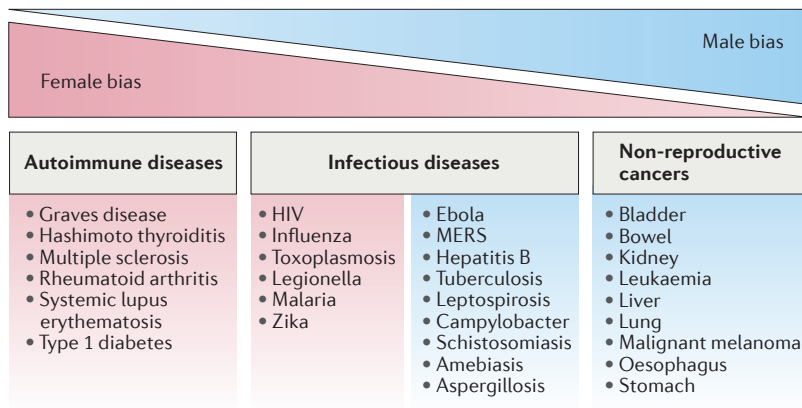 Male bias
Female bias
Autoimmune diseases
• Graves disease
• Hashimoto thyroiditis
• Multiple sclerosis
• Rheumatoid arthritis
• Systemic lupus
erythematosis
• Type 1 diabetes
Infectious diseases
• HIV
• Influenza
• Toxoplasmosis
• Legionella
• Malaria
• Zika
• Ebola
• MERS
• Hepatitis B
• Tuberculosis
• Leptospirosis
• Campylobacter
• Schistosomiasis
• Amebiasis
• Aspergillosis
Non-reproductive
cancers
• Bladder
• Bowel
• Kidney
• Leukaemia
• Liver
• Lung
• Malignant melanoma
• Oesophagus
• Stomach